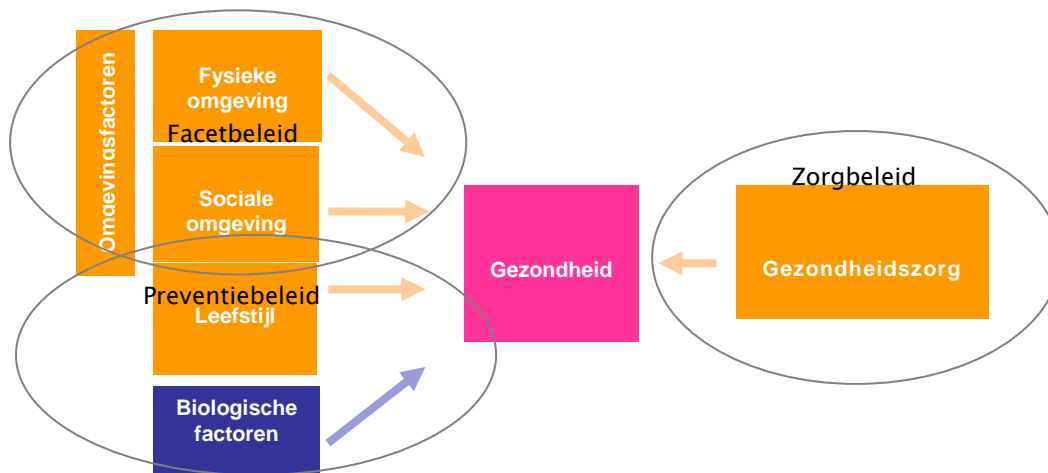 Omgevingsfactoren
Fysieke
omgeving
Facetbeleid
Sociale
omgeving
Preventiebeleid
Leefstijl
Biologische
factoren
Gezondheid
Zorgbeleid
Gezondheidszorg